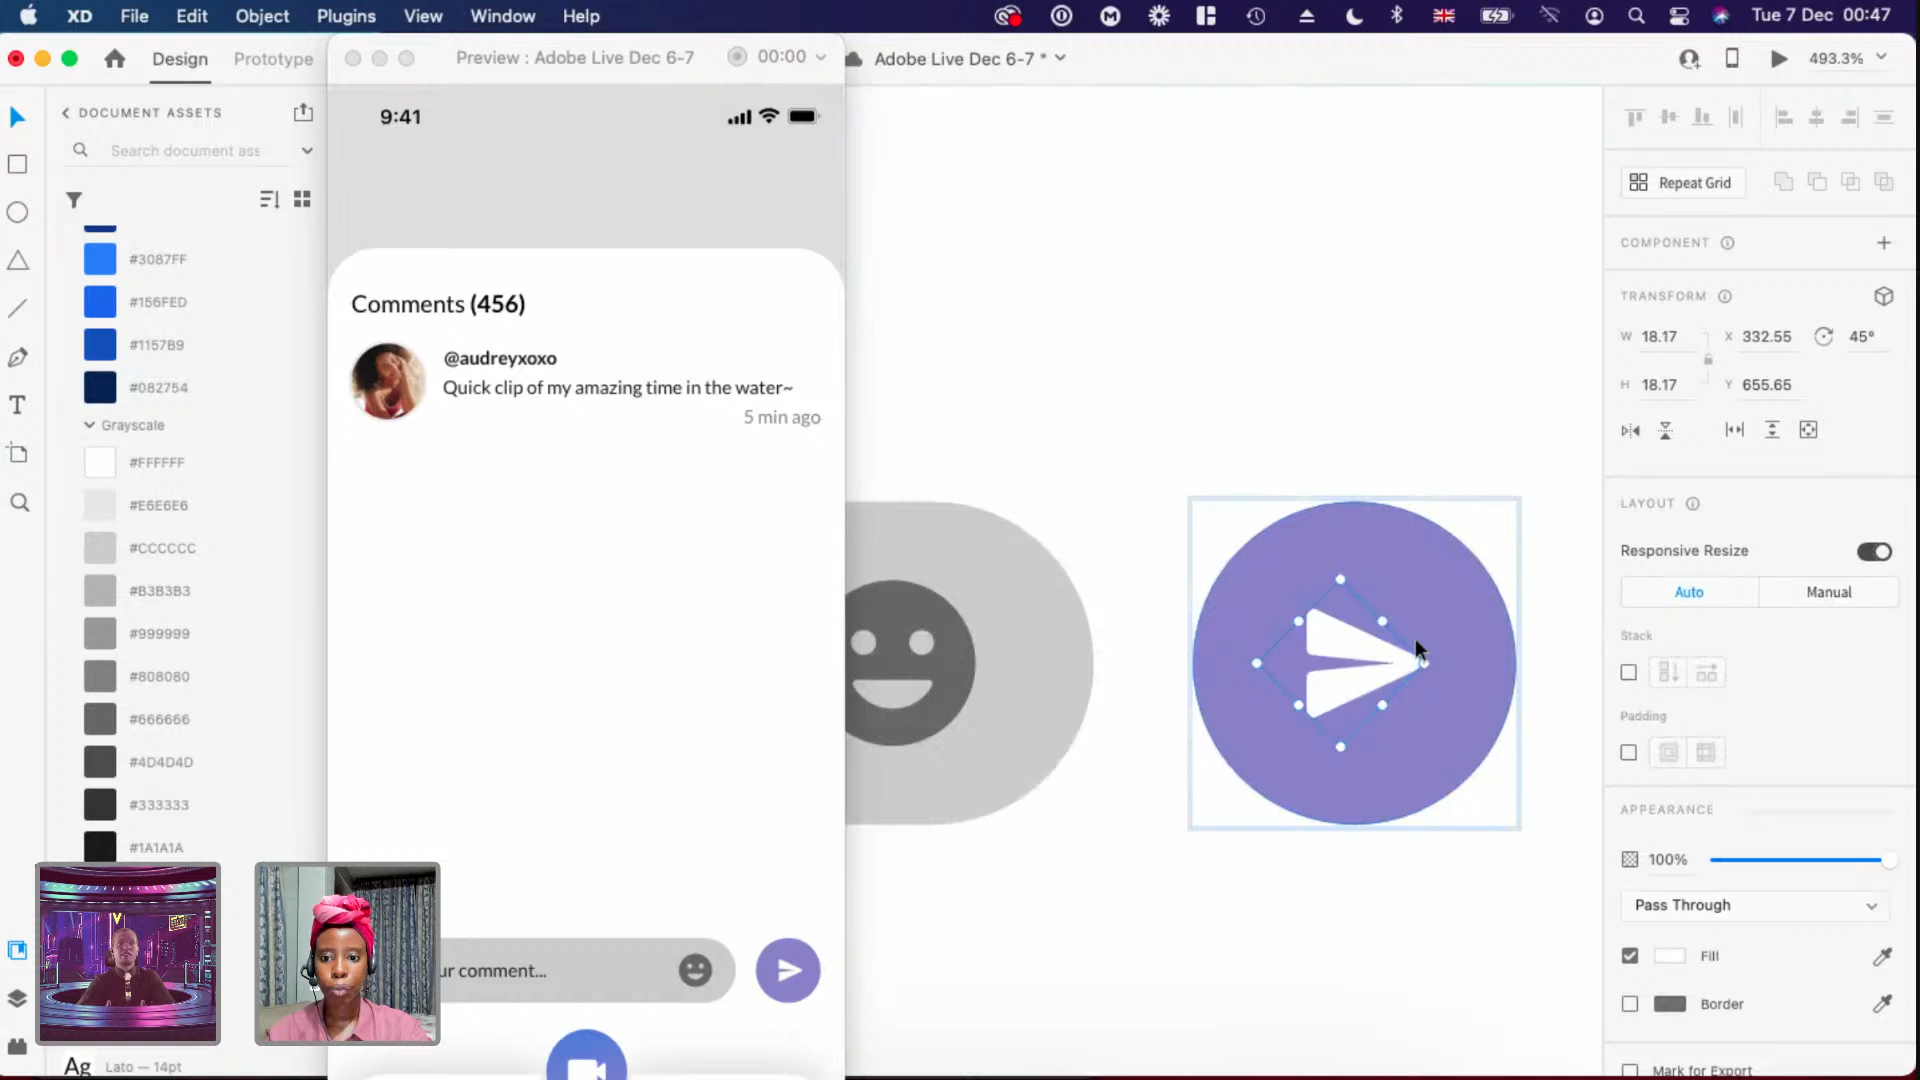 XD File Edit Object Plugins View Window Help
Tue 7 Dec 00:47
Design Prototype
Preview : Adobe Live Dec 6-7
00:00
Adobe Live Dec 6-7 *
493.3%
DOCUMENT ASSETS
Search document ass
#3087FF
#156FED
#1157B9
#082754
Grayscale
#FFFFFF
#E6E6E6
#CCCCCC
#B3B3B3
#999999
#808080
#666666
#4D4D4D
#333333
#1A1A1A
Ag Lato — 14pt
9:41
Comments (456)
@audreyxoxo
Quick clip of my amazing time in the water~
5 min ago
ur comment...
Repeat Grid
COMPONENT
TRANSFORM
W 18.17 X 332.55 45°
H 18.17 Y 655.65
LAYOUT
Responsive Resize
Auto Manual
Stack
Padding
APPEARANCE
100%
Pass Through
Fill
Border
Mark for Export